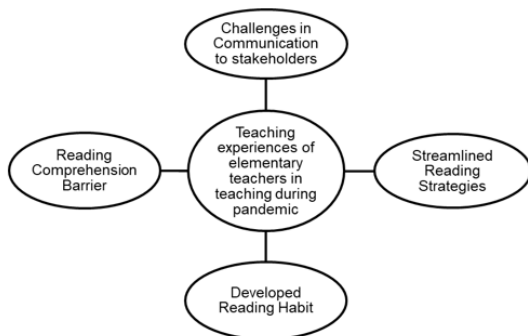 Challenges in
Communication
to stakeholders
Reading
Comprehension
Barrier
Teaching
experiences of
elementary
teachers in
teaching during
pandemic
Streamlined
Reading
Strategies
Developed
Reading Habit